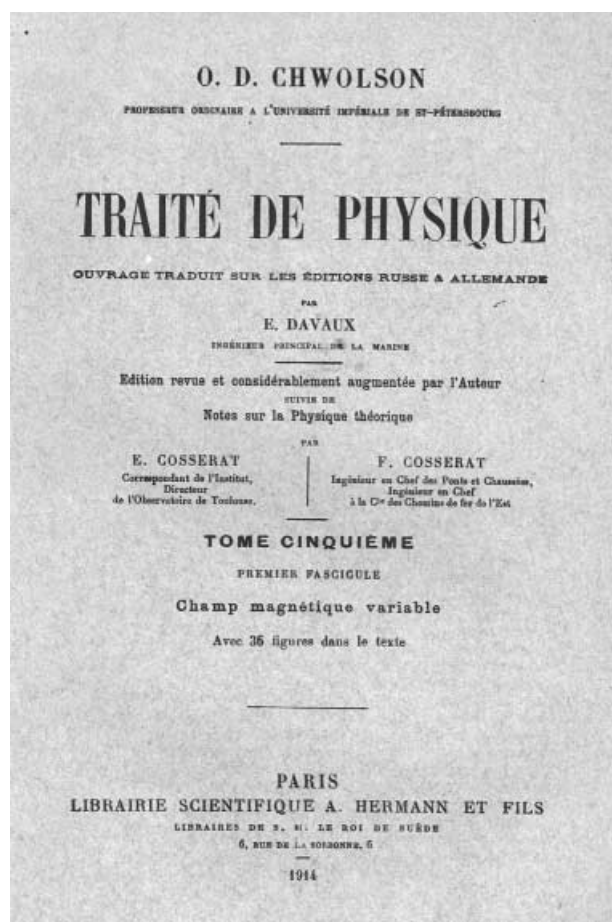 O. D. CHWOLSON
PROFESSEUR ORDINAIRE A L'UNIVERSITÉ IMPÉRIALE DE ST-PÉTERSBOURG
TRAITÉ DE PHYSIQUE
OUVRAGE TRADUIT SUR LES ÉDITIONS RUSSE & ALLEMANDE
PAR
E. DAVAUX
INGÉNIEUR PRINCIPAL DE LA MARINE
Edition revue et considérablement augmentée par l'Auteur
SUIVIE DE
Notes sur la Physique théorique
PAR
E. COSSERAT
Correspondant de l'Institut,
Directeur
de l'Observatoire de Toulouse.
F. COSSERAT
Ingénieur en Chef des Ponts et Chaussées,
Ingénieur en Chef
à la Cie des Chemins de fer de l'Est
TOME CINQUIÈME
PREMIER FASCICULE
Champ magnétique variable
Avec 36 figures dans le texte
PARIS
LIBRAIRIE SCIENTIFIQUE A. HERMANN ET FILS
LIBRAIRES DE S. M. LE ROI DE SUÈDE
6, RUE DE LA SORBONNE, 6
1914